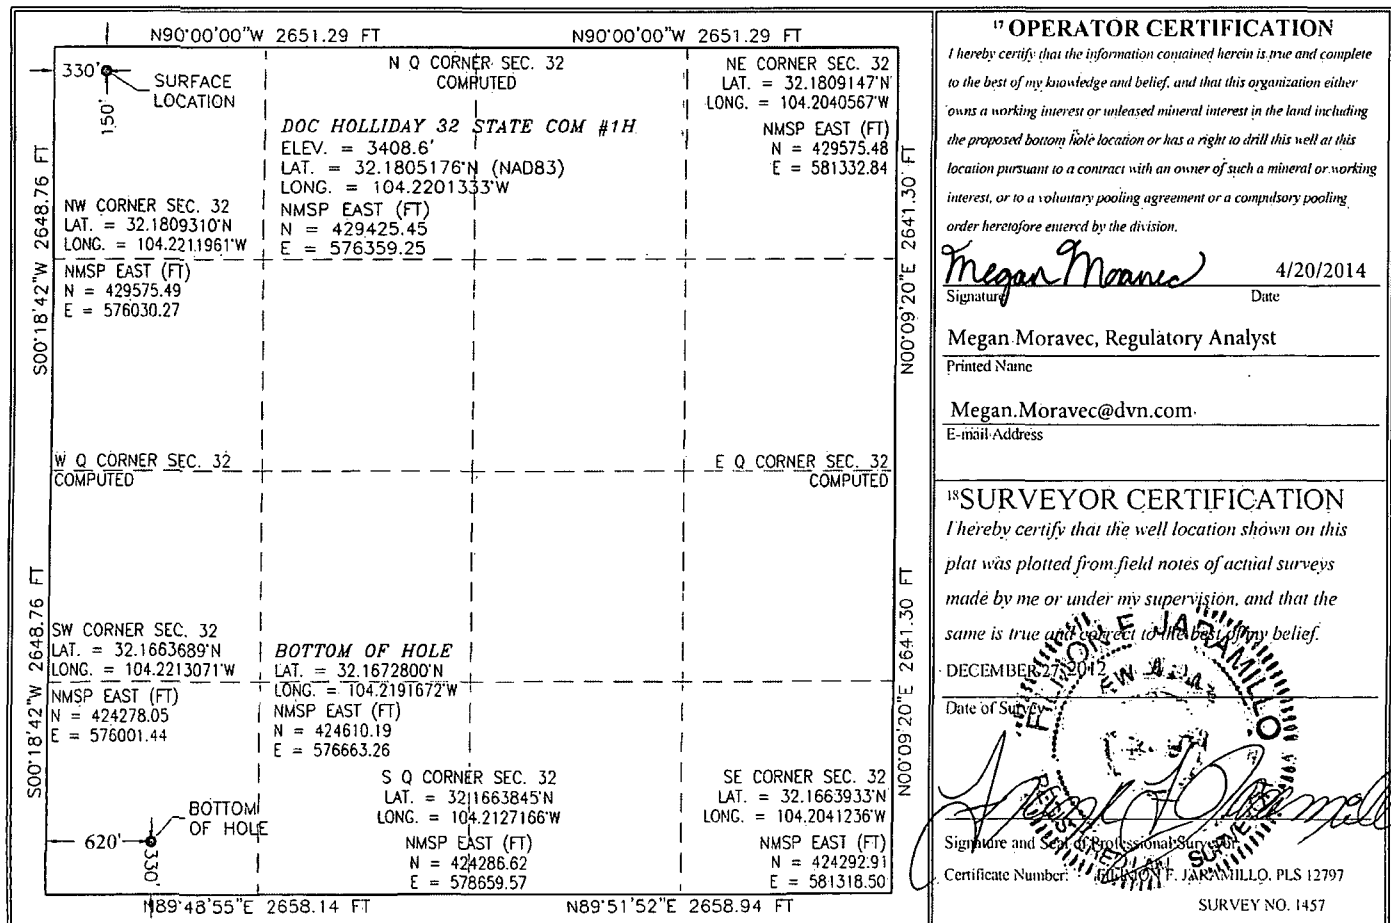 N90°00'00"W 2651.29 FT
N90°00'00"W 2651.29 FT
330'
SURFACE
LOCATION
150'
N Q CORNER SEC. 32
COMPUTED
NE CORNER SEC. 32
LAT. = 32.1809147°N
LONG. = 104.2040567°W
NMSP EAST (FT)
N = 429575.48
E = 581332.84
DOC HOLLIDAY 32 STATE COM #1H
ELEV. = 3408.6'
LAT. = 32.1805176°N (NAD83)
LONG. = 104.2201333°W
NMSP EAST (FT)
N = 429425.45
E = 576359.25
NW CORNER SEC. 32
LAT. = 32.1809310°N
LONG. = 104.2211961°W
NMSP EAST (FT)
N = 429575.49
E = 576030.27
S00°18'42"W 2648.76 FT
N00°09'20"E 2641.30' FT
W Q CORNER SEC. 32
COMPUTED
E Q CORNER SEC. 32
COMPUTED
SW CORNER SEC. 32
LAT. = 32.1663689°N
LONG. = 104.2213071°W
NMSP EAST (FT)
N = 424278.05
E = 576001.44
BOTTOM OF HOLE
LAT. = 32.1672800°N
LONG. = 104.2191672°W
NMSP EAST (FT)
N = 424610.19
E = 576663.26
S00°18'42"W 2648.76 FT
N00°09'20"E 2641.30 FT
S Q CORNER SEC. 32
LAT. = 32.1663845°N
LONG. = 104.2127166°W
NMSP EAST (FT)
N = 424286.62
E = 578659.57
SE CORNER SEC. 32
LAT. = 32.1663933°N
LONG. = 104.2041236°W
NMSP EAST (FT)
N = 424292.91
E = 581318.50
BOTTOM
OF HOLE
620'
330'
N89°48'55"E 2658.14 FT
N89°51'52"E 2658.94 FT
17 OPERATOR CERTIFICATION
I hereby certify that the information contained herein is true and complete
to the best of my knowledge and belief, and that this organization either
owns a working interest or unleased mineral interest in the land including
the proposed bottom hole location or has a right to drill this well at this
location pursuant to a contract with an owner of such a mineral or working
interest, or to a voluntary pooling agreement or a compulsory pooling
order heretofore entered by the division.
Megan Moravec 4/20/2014
Signature Date
Megan Moravec, Regulatory Analyst
Printed Name
Megan.Moravec@dvn.com
E-mail Address
18 SURVEYOR CERTIFICATION
I hereby certify that the well location shown on this
plat was plotted from field notes of actual surveys
made by me or under my supervision, and that the
same is true and correct to the best of my belief.
DECEMBER 27, 2012
Date of Survey
Signature and Seal of Professional Surveyor
Certificate Number: FILIMON F. JARAMILLO, PLS 12797
SURVEY NO. 1457